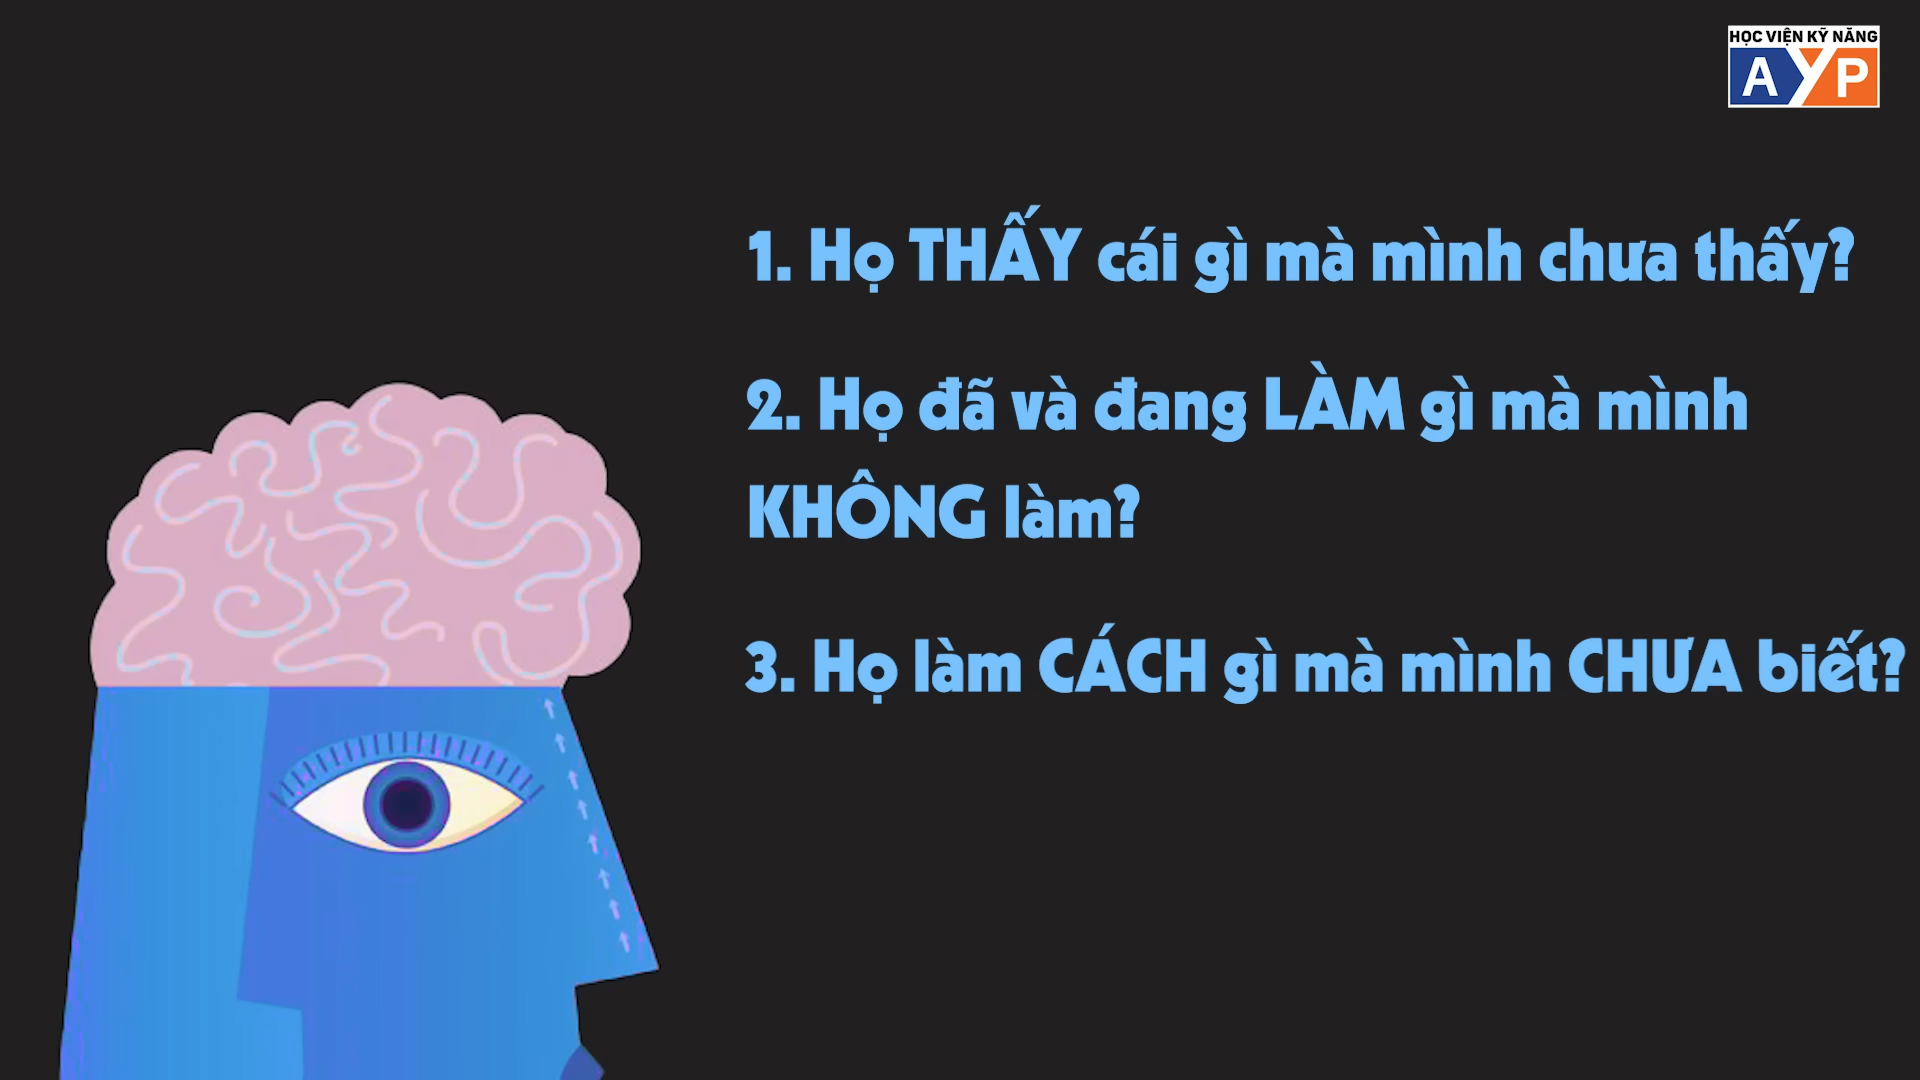 HỌC VIỆN KỸ NĂNG
AYP
1. Họ THẤY cái gì mà mình chưa thấy?
2. Họ đã và đang LÀM gì mà mình
KHÔNG làm?
3. Họ làm CÁCH gì mà mình CHƯA biết?